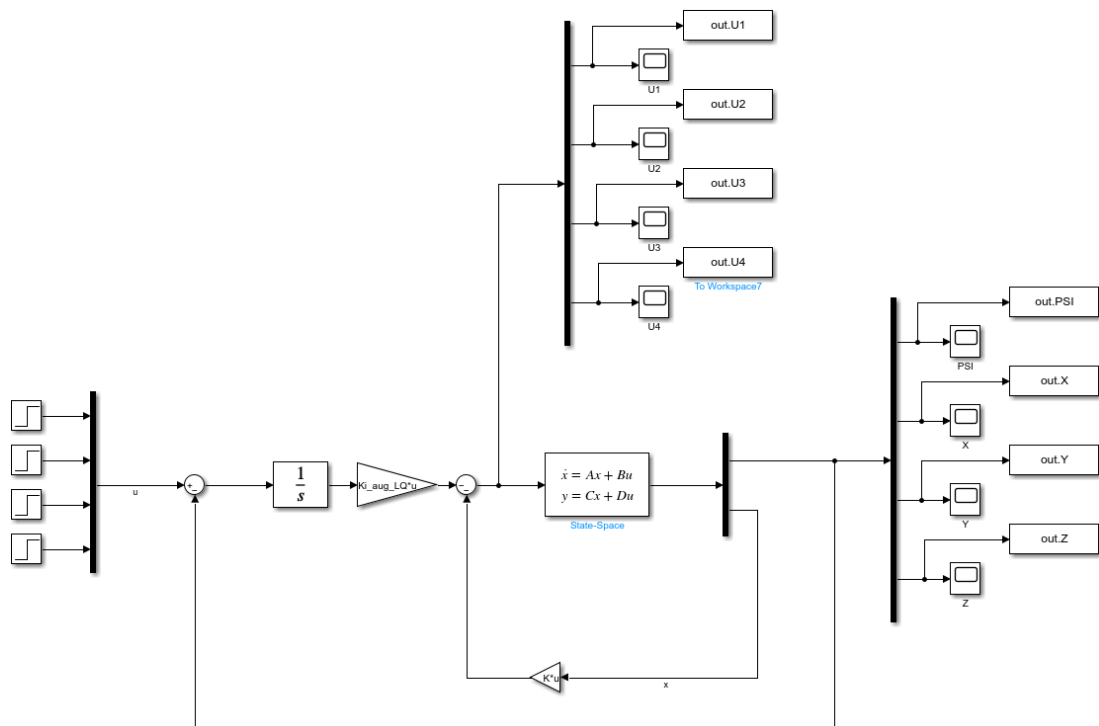 out.U1
U1
out.U2
U2
out.U3
U3
out.U4
To Workspace7
U4
out.PSI
PSI
out.X
X
out.Y
Y
out.Z
Z
u
+
-
1
s
Ki_aug_LQ*u
-
-
ẋ = Ax + Bu
y = Cx + Du
State-Space
K*u
x